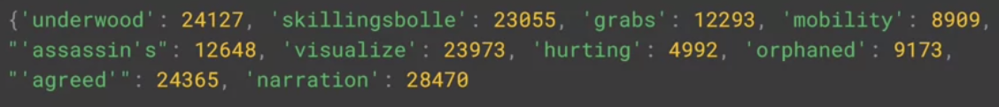 {'underwood': 24127, 'skillingsbolle': 23055, 'grabs': 12293, 'mobility': 8909,
"'assassin's": 12648, 'visualize': 23973, 'hurting': 4992, 'orphaned': 9173,
"'agreed'": 24365, 'narration': 28470